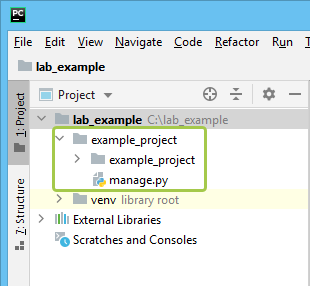 PC
File Edit View Navigate Code Refactor Run T
lab_example
1: Project
Project
lab_example C:\lab_example
example_project
example_project
manage.py
venv library root
External Libraries
Scratches and Consoles
7: Structure